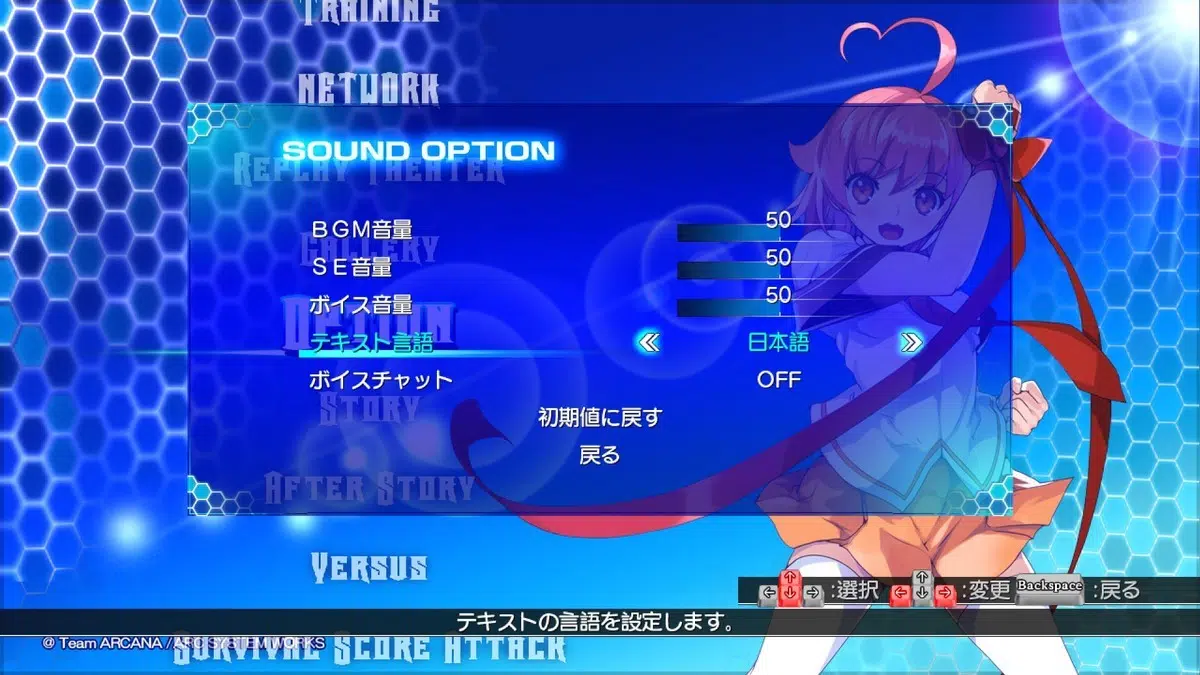 TRAINING
NETWORK
SOUND OPTION
REPLAY THEATER
BGM音量 50
GALLERY
SE音量 50
ボイス音量 50
OPTION
テキスト言語 日本語
ボイスチャット OFF
STORY
初期値に戻す
戻る
AFTER STORY
VERSUS
:選択 :変更 Backspace :戻る
テキストの言語を設定します。
@ Team ARCANA / ARC SYSTEM WORKS
SURVIVAL SCORE ATTACK